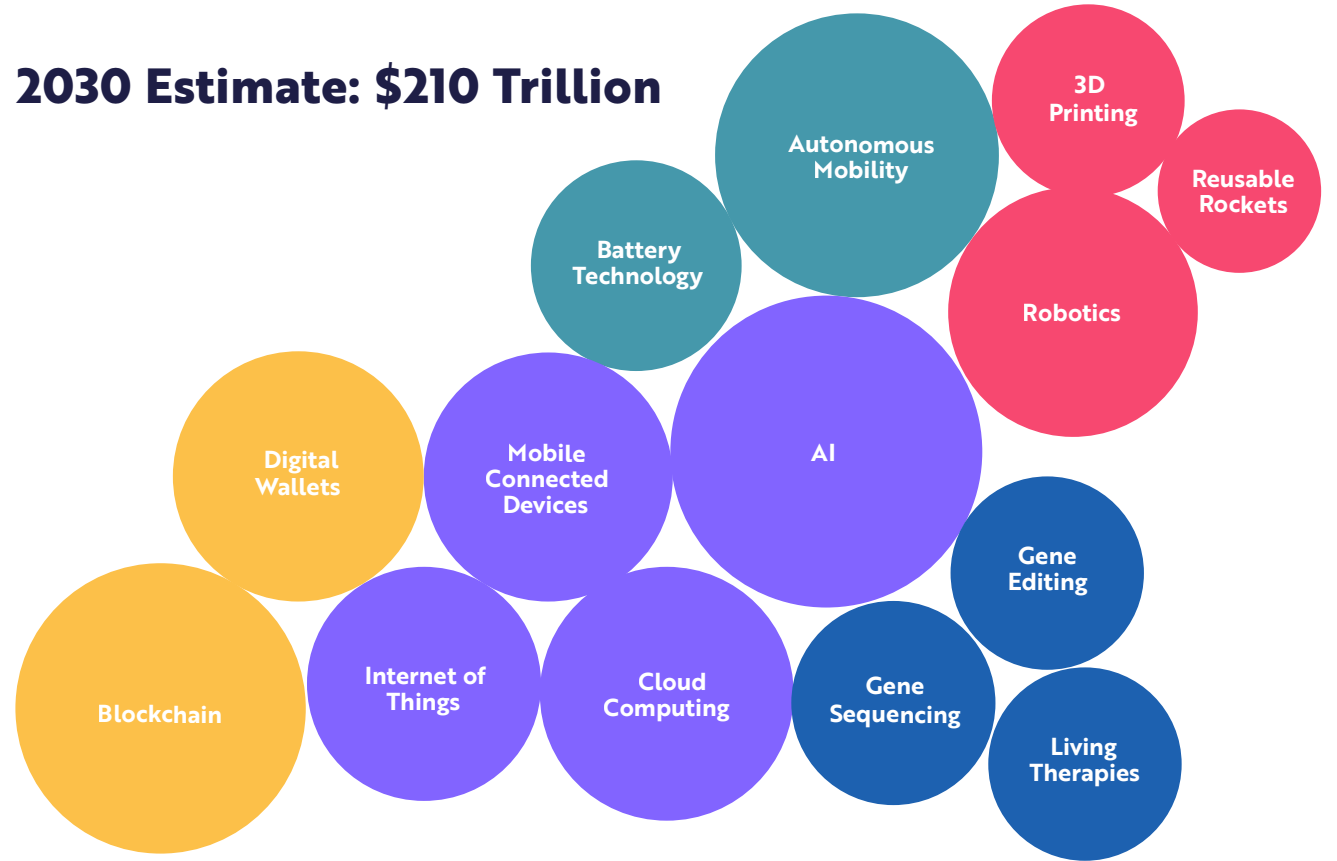 2030 Estimate: $210 Trillion
3D
Printing
Autonomous
Mobility
Reusable
Rockets
Battery
Technology
Robotics
Digital
Wallets
Mobile
Connected
Devices
AI
Gene
Editing
Internet of
Things
Cloud
Computing
Gene
Sequencing
Blockchain
Living
Therapies